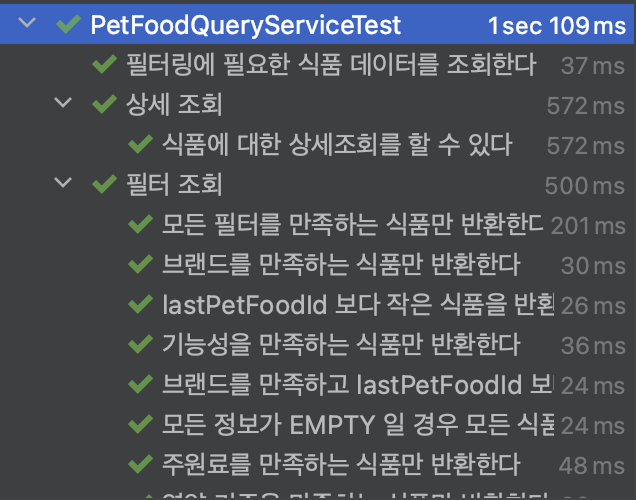 PetFoodQueryServiceTest 1 sec 109 ms
필터링에 필요한 식품 데이터를 조회한다 37 ms
상세 조회 572 ms
식품에 대한 상세조회를 할 수 있다 572 ms
필터 조회 500 ms
모든 필터를 만족하는 식품만 반환한다 201 ms
브랜드를 만족하는 식품만 반환한다 30 ms
lastPetFoodId 보다 작은 식품을 반환 26 ms
기능성을 만족하는 식품만 반환한다 36 ms
브랜드를 만족하고 lastPetFoodId 보다 24 ms
모든 정보가 EMPTY 일 경우 모든 식품 24 ms
주원료를 만족하는 식품만 반환한다 48 ms